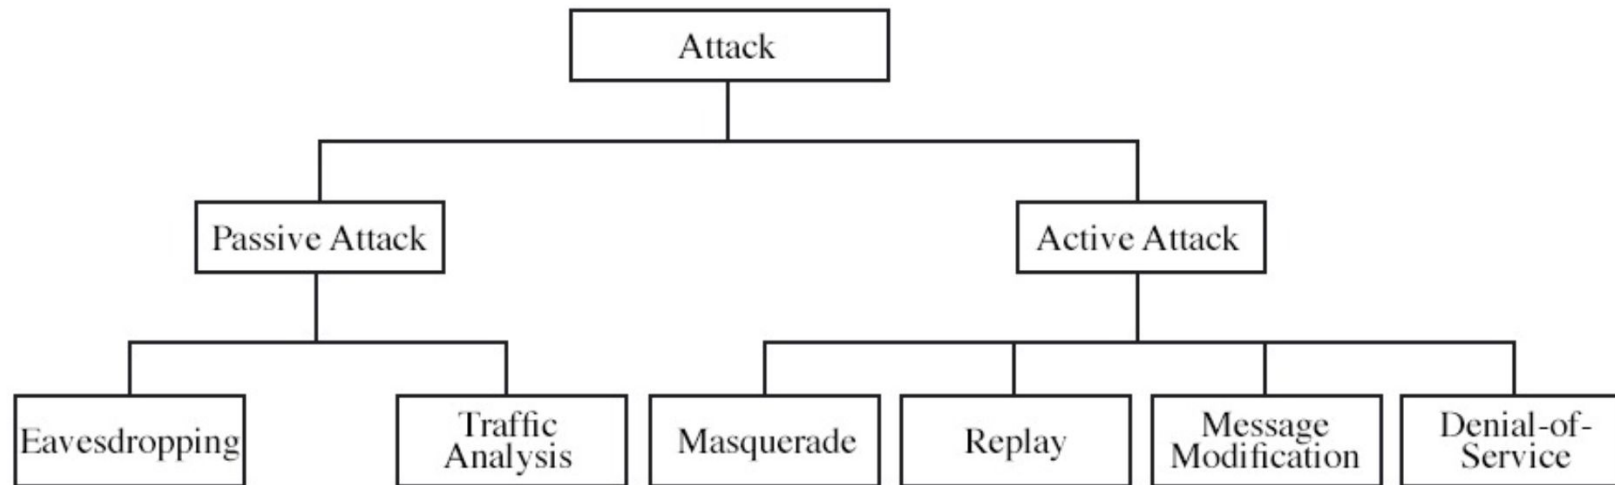 Attack
Passive Attack
Active Attack
Eavesdropping
Traffic
Analysis
Masquerade
Replay
Message
Modification
Denial-of-
Service